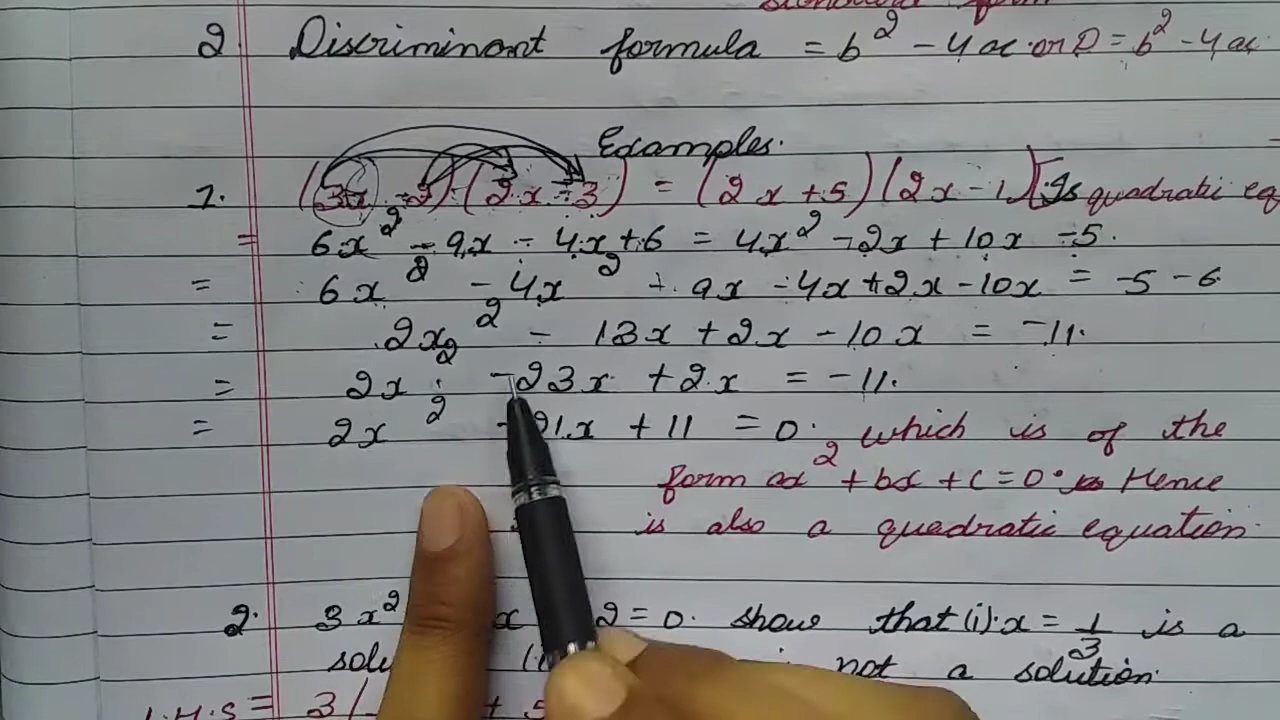 2 Discriminant formula = b² - 4ac or D = b² - 4ac
Examples.
1. (3x - 2) (2x - 3) = (2x + 5) (2x - 1) Is quadratic eq
= 6x² - 9x - 4x + 6 = 4x² - 2x + 10x - 5.
= 6x² - 4x² - 9x - 4x + 2x - 10x = -5 - 6
= 2x² - 13x + 2x - 10x = -11.
= 2x² - 23x + 2x = -11.
= 2x² - 21x + 11 = 0. which is of the
form ax² + bx + c = 0. Hence
is also a quadratic equation.
2. 3x² x 2 = 0. show that (i). x = 1/3 is a
not a solution.
L.H.S = 3 + 5